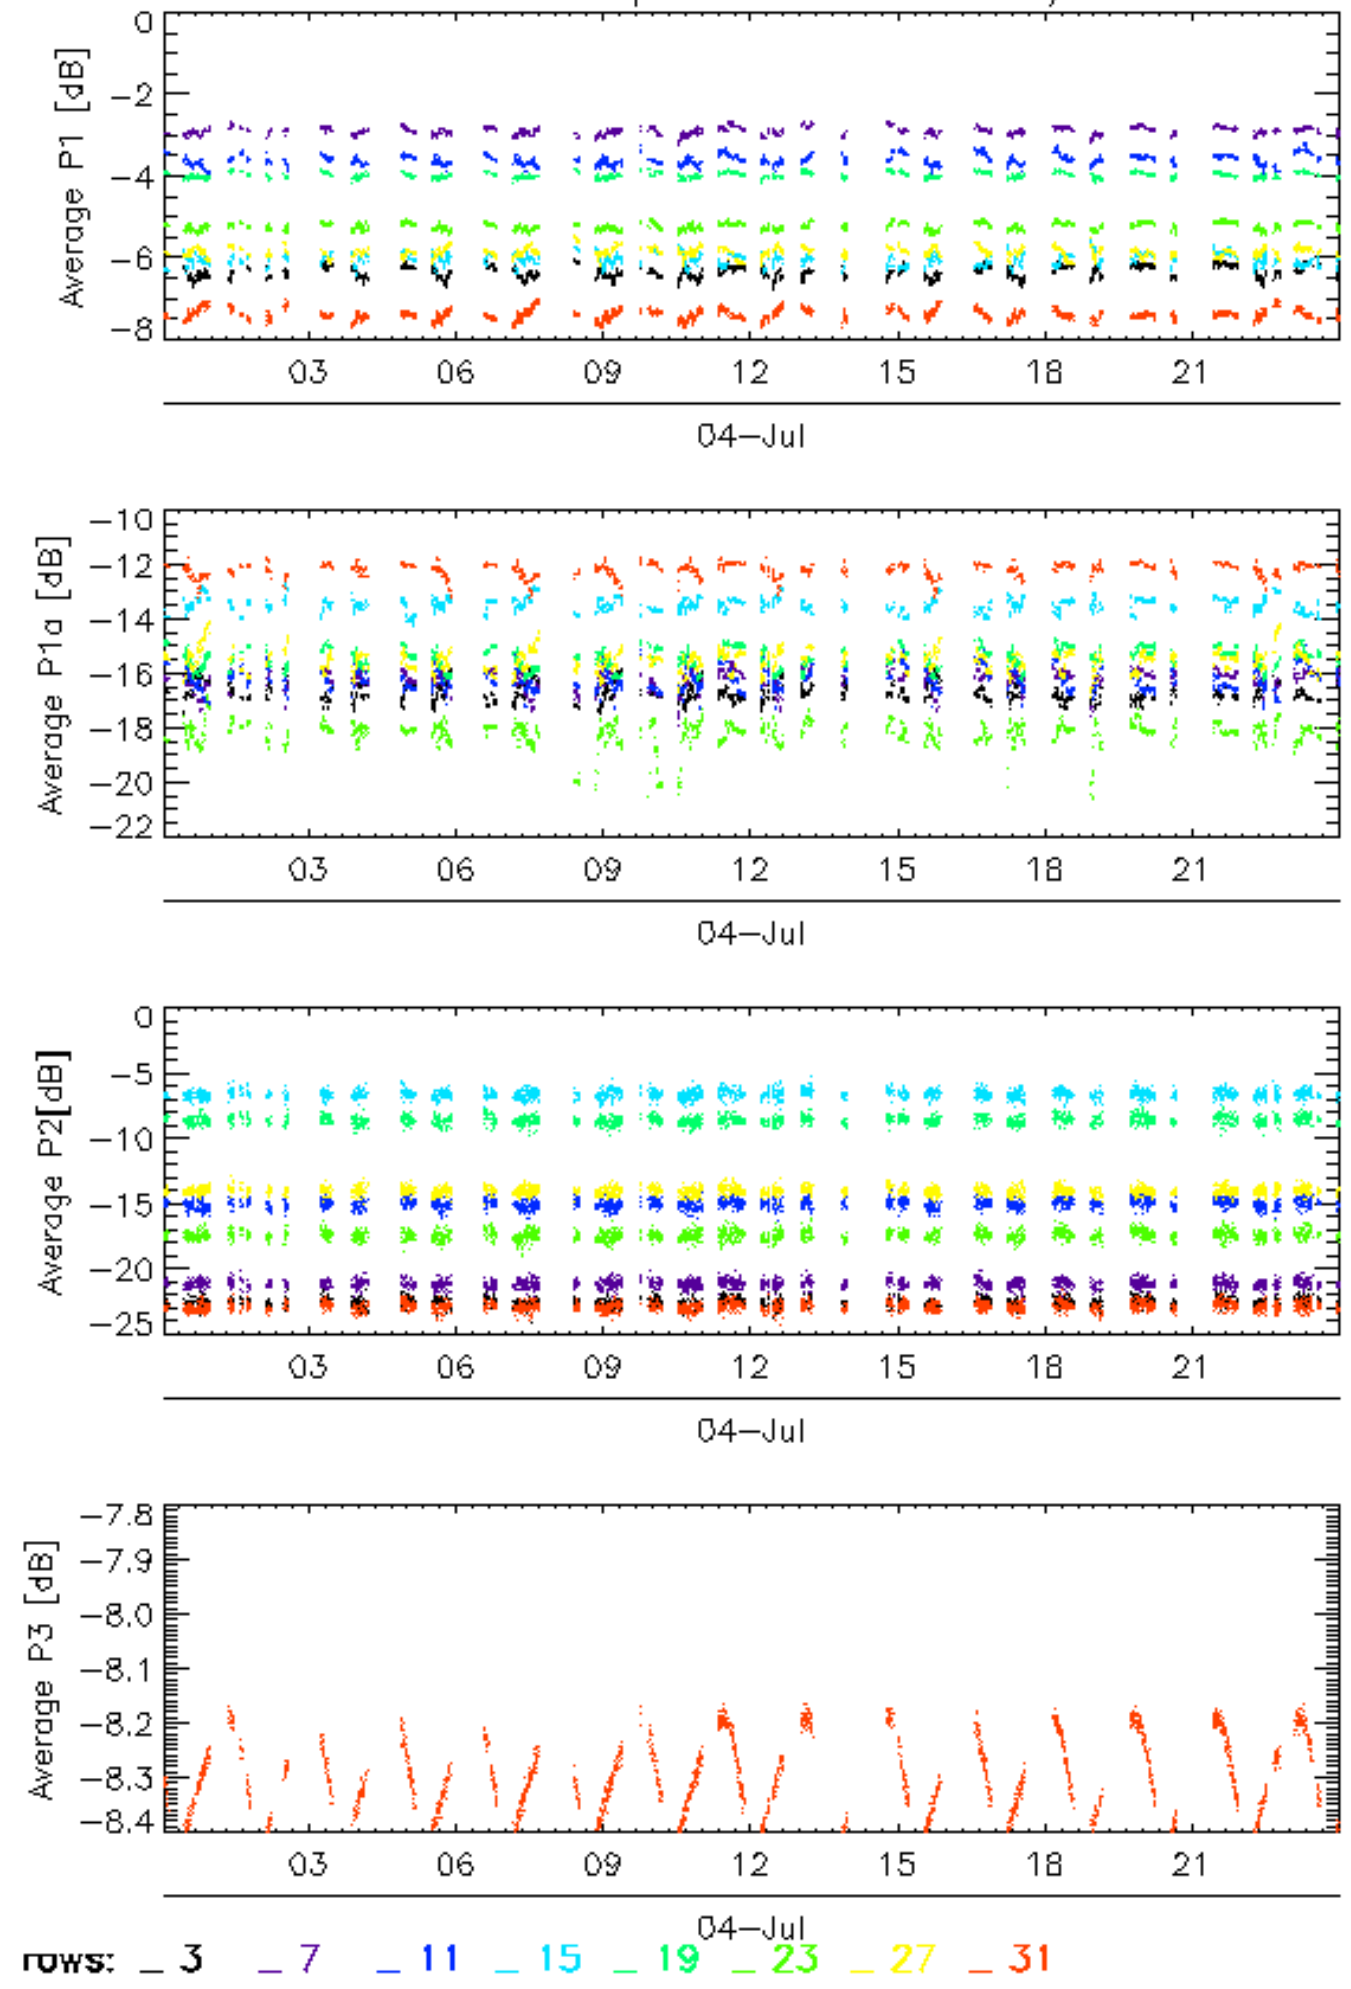 0
−2
−4
−6
−8
Average P1 [dB]
03 06 09 12 15 18 21
04−Jul
−10
−12
−14
−16
−18
−20
−22
Average P1a [dB]
03 06 09 12 15 18 21
04−Jul
0
−5
−10
−15
−20
−25
Average P2[dB]
03 06 09 12 15 18 21
04−Jul
−7.8
−7.9
−8.0
−8.1
−8.2
−8.3
−8.4
Average P3 [dB]
03 06 09 12 15 18 21
04−Jul
rows: _ 3 _ 7 _ 11 _ 15 _ 19 _ 23 _ 27 _ 31